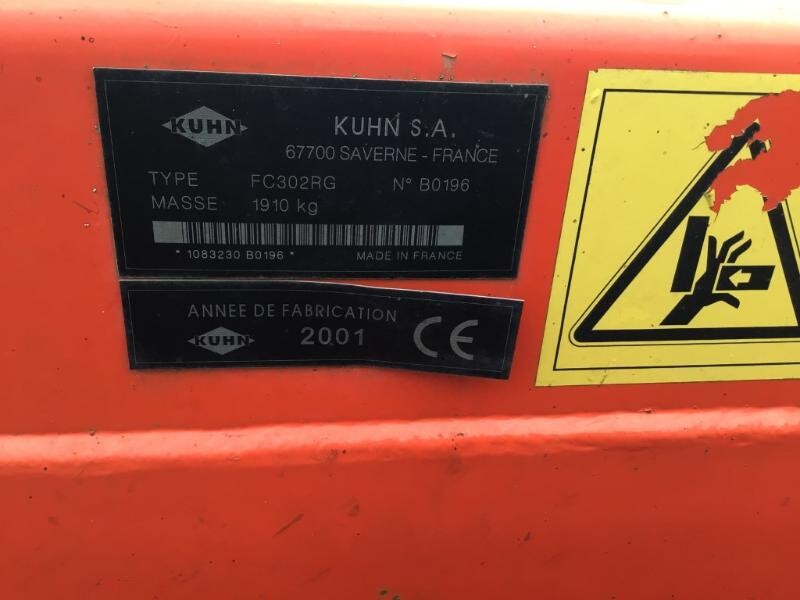 KUHN
KUHN S.A.
67700 SAVERNE - FRANCE
TYPE FC302RG N° B0196
MASSE 1910 kg
* 1083230 B0196 * MADE IN FRANCE
ANNEE DE FABRICATION
KUHN 2001 CE